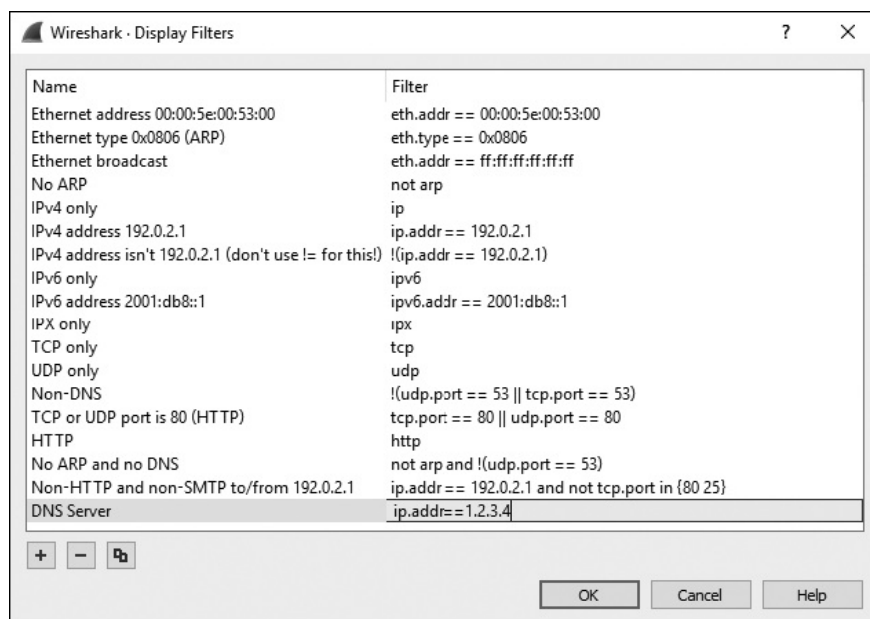 Wireshark · Display Filters ? ×
Name Filter
Ethernet address 00:00:5e:00:53:00 eth.addr == 00:00:5e:00:53:00
Ethernet type 0x0806 (ARP) eth.type == 0x0806
Ethernet broadcast eth.addr == ff:ff:ff:ff:ff:ff
No ARP not arp
IPv4 only ip
IPv4 address 192.0.2.1 ip.addr == 192.0.2.1
IPv4 address isn't 192.0.2.1 (don't use != for this!) !(ip.addr == 192.0.2.1)
IPv6 only ipv6
IPv6 address 2001:db8::1 ipv6.addr == 2001:db8::1
IPX only ipx
TCP only tcp
UDP only udp
Non-DNS !(udp.port == 53 || tcp.port == 53)
TCP or UDP port is 80 (HTTP) tcp.port == 80 || udp.port == 80
HTTP http
No ARP and no DNS not arp and !(udp.port == 53)
Non-HTTP and non-SMTP to/from 192.0.2.1 ip.addr == 192.0.2.1 and not tcp.port in {80 25}
DNS Server ip.addr==1.2.3.4
+ −
OK Cancel Help